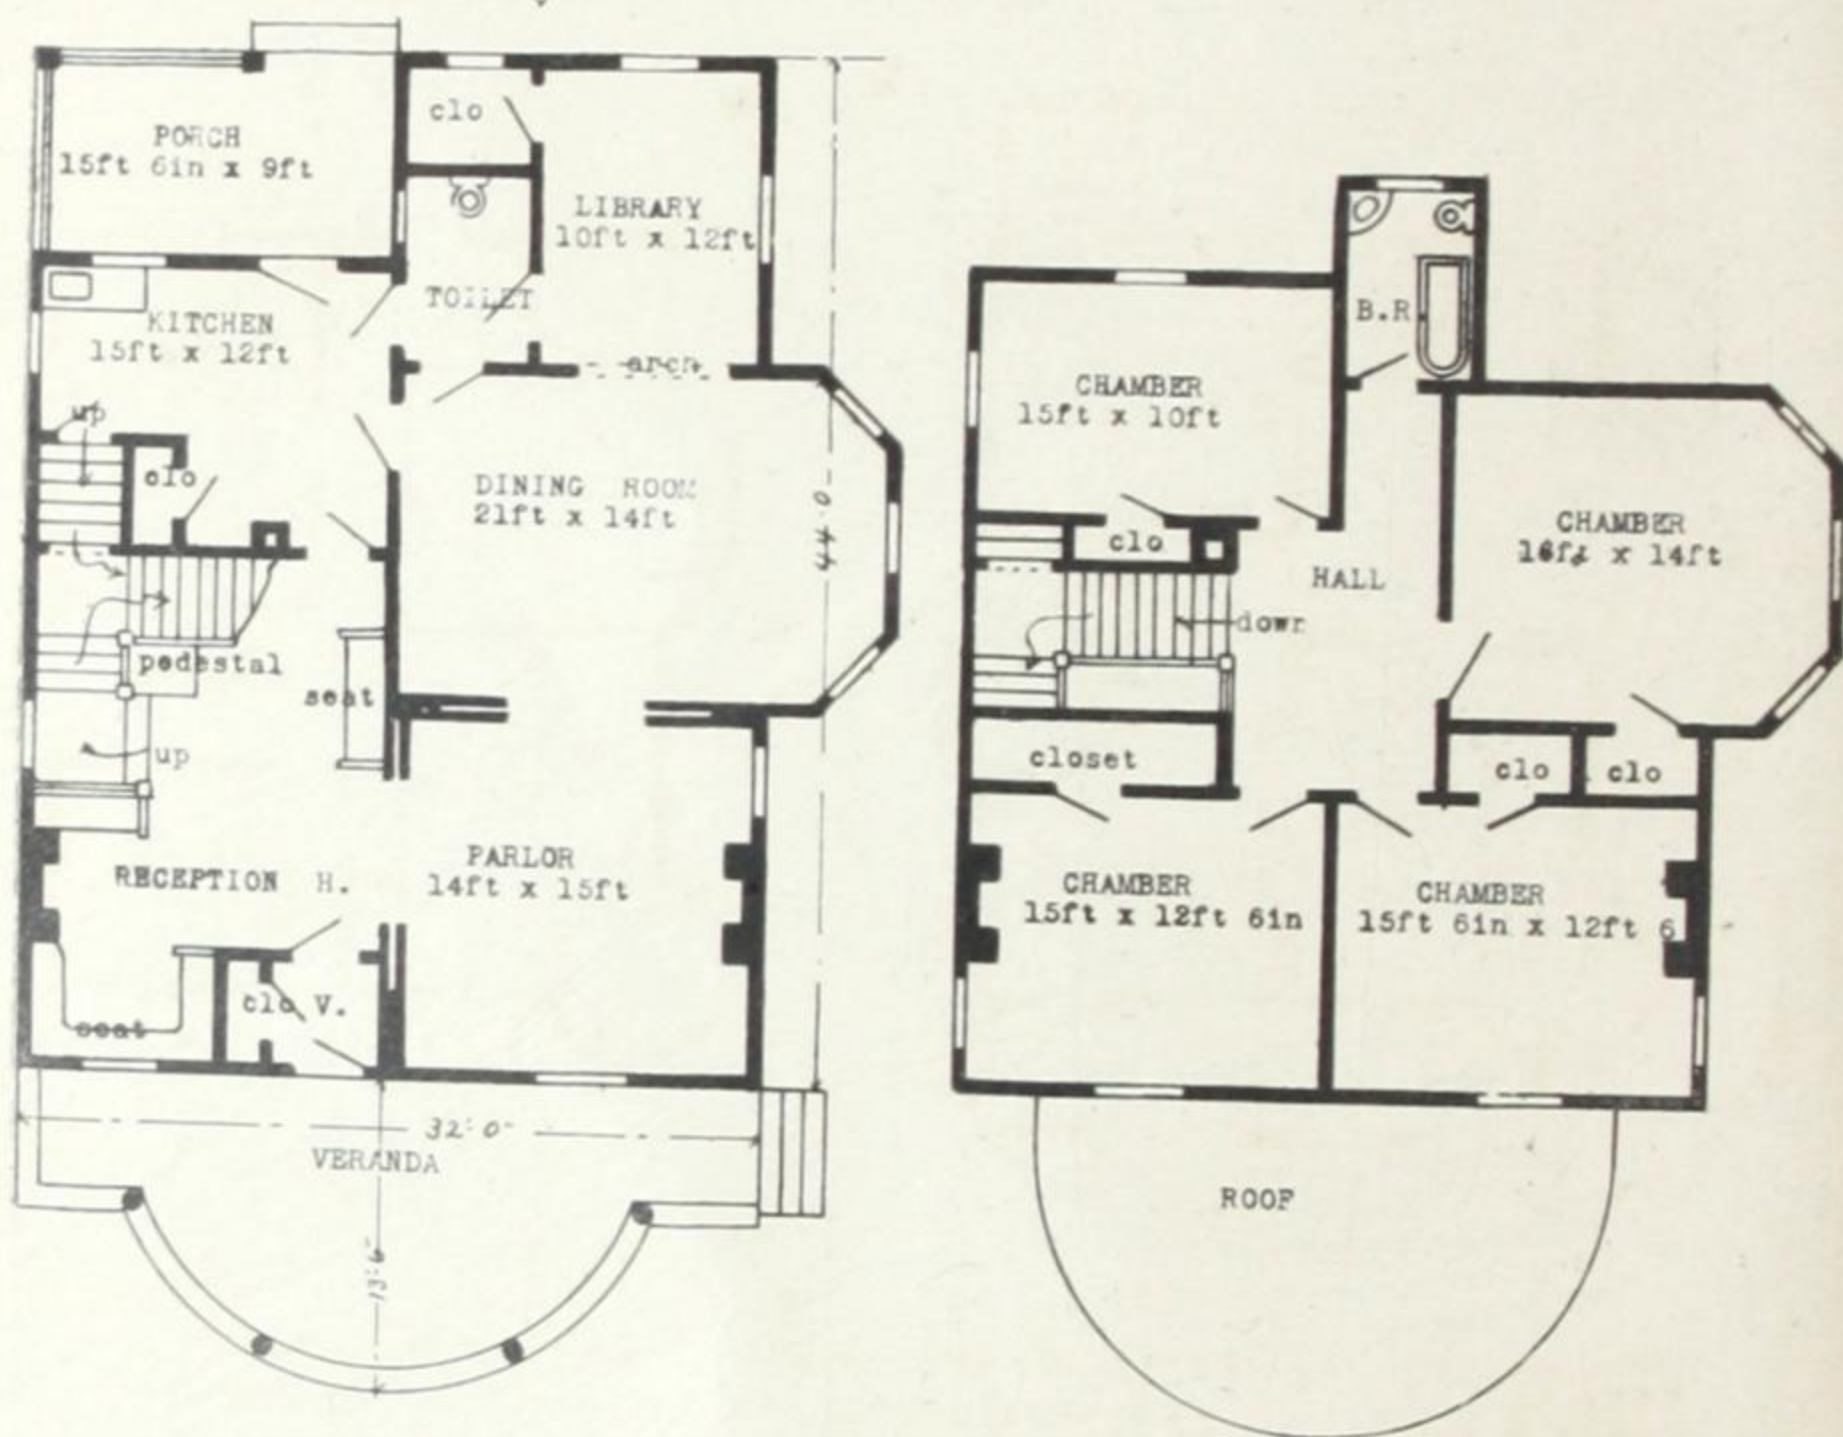 clo
PORCH
15ft 6in x 9ft
LIBRARY
10ft x 12ft
TOILET
KITCHEN
15ft x 12ft
arch
up
clo
DINING ROOM
21ft x 14ft
44-0
pedestal
seat
up
PARLOR
14ft x 15ft
RECEPTION H.
clo V.
seat
32-0
VERANDA
13-6
B.R.
CHAMBER
15ft x 10ft
CHAMBER
16ft x 14ft
clo
HALL
down
closet
clo
clo
CHAMBER
15ft x 12ft 6in
CHAMBER
15ft 6in x 12ft 6
ROOF